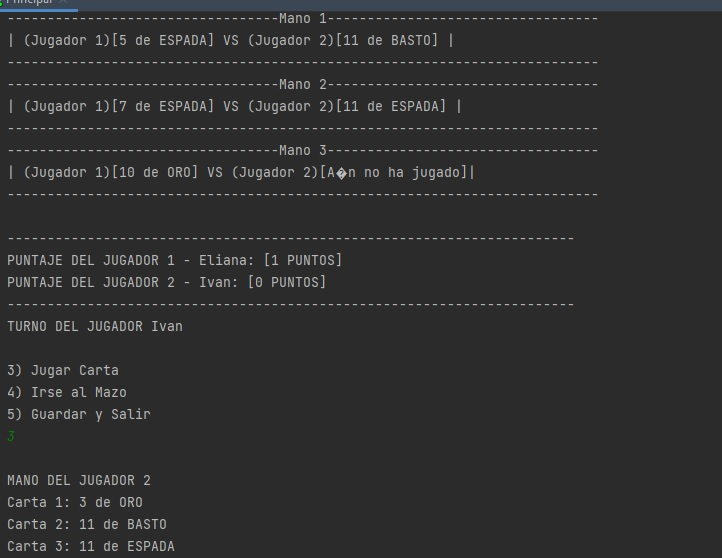 Principal
----------------------------------Mano 1----------------------------------
| (Jugador 1)[5 de ESPADA] VS (Jugador 2)[11 de BASTO] |
--------------------------------------------------------------------------
----------------------------------Mano 2----------------------------------
| (Jugador 1)[7 de ESPADA] VS (Jugador 2)[11 de ESPADA] |
--------------------------------------------------------------------------
----------------------------------Mano 3----------------------------------
| (Jugador 1)[10 de ORO] VS (Jugador 2)[A�n no ha jugado]|
--------------------------------------------------------------------------
-----------------------------------------------------------------------
PUNTAJE DEL JUGADOR 1 - Eliana: [1 PUNTOS]
PUNTAJE DEL JUGADOR 2 - Ivan: [0 PUNTOS]
-----------------------------------------------------------------------
TURNO DEL JUGADOR Ivan
3) Jugar Carta
4) Irse al Mazo
5) Guardar y Salir
3
MANO DEL JUGADOR 2
Carta 1: 3 de ORO
Carta 2: 11 de BASTO
Carta 3: 11 de ESPADA